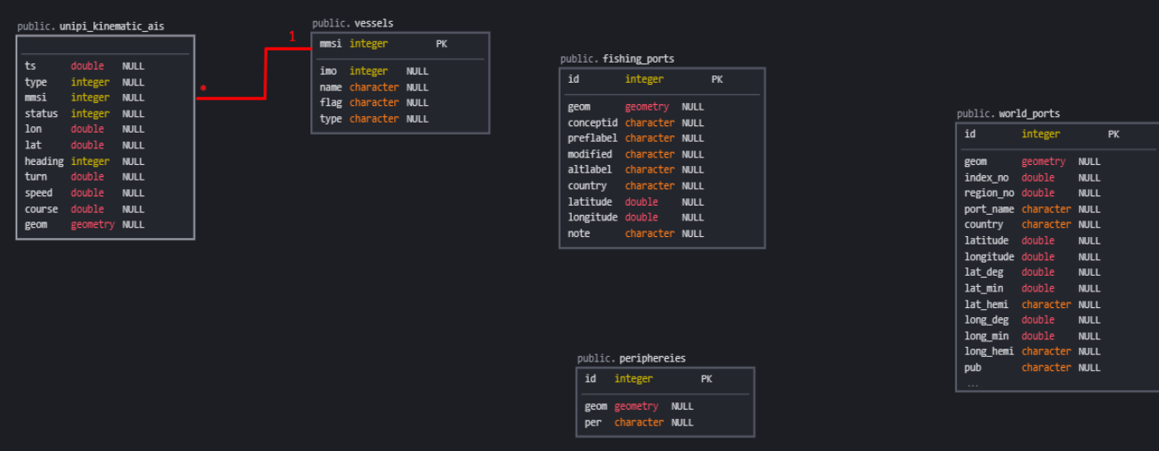 public. unipi_kinematic_ais
ts double NULL
type integer NULL
mmsi integer NULL
status integer NULL
lon double NULL
lat double NULL
heading integer NULL
turn double NULL
speed double NULL
course double NULL
geom geometry NULL
*
1
public. vessels
mmsi integer PK
imo integer NULL
name character NULL
flag character NULL
type character NULL
public. fishing_ports
id integer PK
geom geometry NULL
conceptid character NULL
preflabel character NULL
modified character NULL
altlabel character NULL
country character NULL
latitude double NULL
longitude double NULL
note character NULL
public. periphereies
id integer PK
geom geometry NULL
per character NULL
public. world_ports
id integer PK
geom geometry NULL
index_no double NULL
region_no double NULL
port_name character NULL
country character NULL
latitude double NULL
longitude double NULL
lat_deg double NULL
lat_min double NULL
lat_hemi character NULL
long_deg double NULL
long_min double NULL
long_hemi character NULL
pub character NULL
...